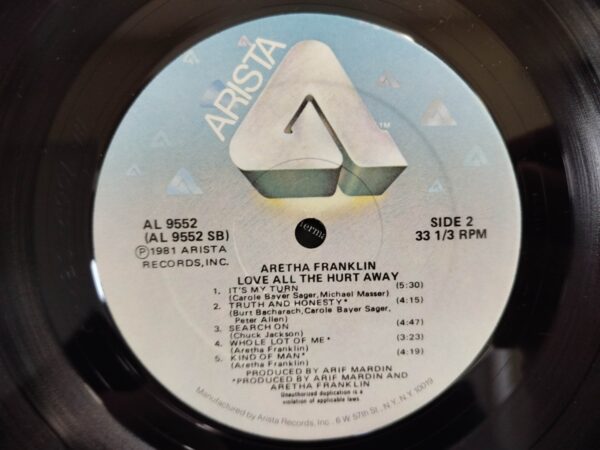 ARISTA
TM
AL 9552
(AL 9552 SB)
Ⓟ1981 ARISTA
RECORDS, INC.
SIDE 2
33 1/3 RPM
ARETHA FRANKLIN
LOVE ALL THE HURT AWAY
1. IT'S MY TURN (5:30)
(Carole Bayer Sager, Michael Masser)
2. TRUTH AND HONESTY* (4:15)
(Burt Bacharach, Carole Bayer Sager,
Peter Allen)
3. SEARCH ON (4:47)
(Chuck Jackson)
4. WHOLE LOT OF ME* (3:23)
(Aretha Franklin)
5. KIND OF MAN* (4:19)
(Aretha Franklin)
PRODUCED BY ARIF MARDIN
*PRODUCED BY ARIF MARDIN AND
ARETHA FRANKLIN
Unauthorized duplication is a
violation of applicable laws.
Manufactured by Arista Records, Inc., 6 W. 57th St., N.Y., N.Y. 10019